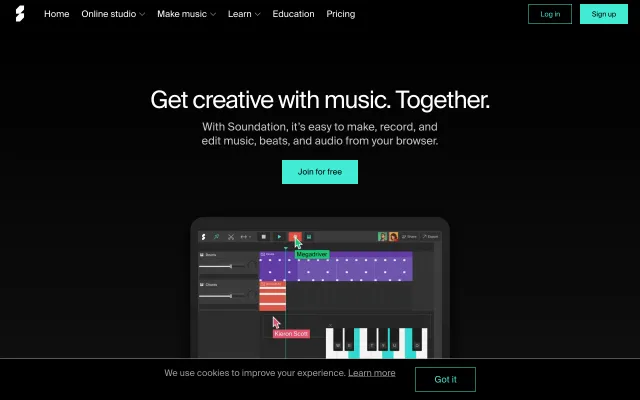 Home Online studio Make music Learn Education Pricing Log in Sign up
Get creative with music. Together.
With Soundation, it's easy to make, record, and
edit music, beats, and audio from your browser.
Join for free
Share
Megadriver
Kieron Scott
We use cookies to improve your experience. Learn more
Got it